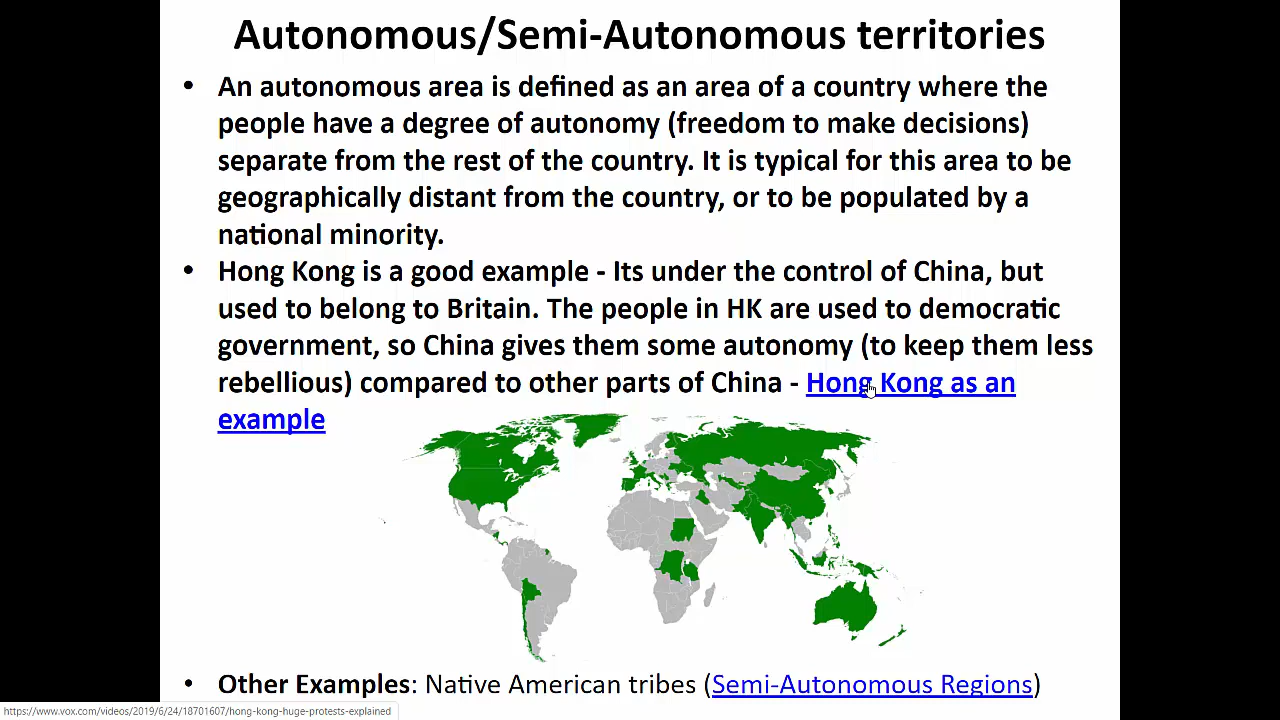 Autonomous/Semi-Autonomous territories
• An autonomous area is defined as an area of a country where the
people have a degree of autonomy (freedom to make decisions)
separate from the rest of the country. It is typical for this area to be
geographically distant from the country, or to be populated by a
national minority.
• Hong Kong is a good example - Its under the control of China, but
used to belong to Britain. The people in HK are used to democratic
government, so China gives them some autonomy (to keep them less
rebellious) compared to other parts of China - Hong Kong as an
example
• Other Examples: Native American tribes (Semi-Autonomous Regions)
https://www.vox.com/videos/2019/6/24/18701607/hong-kong-huge-protests-explained